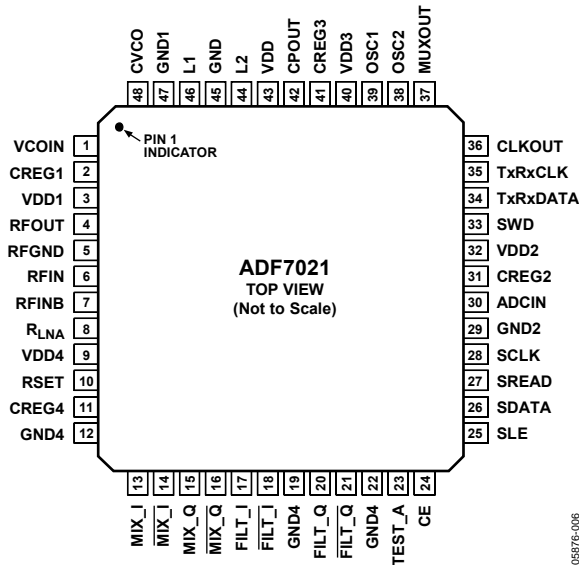 CVCO
GND1
L1
GND
L2
VDD
CPOUT
CREG3
VDD3
OSC1
OSC2
MUXOUT
48
47
46
45
44
43
42
41
40
39
38
37
PIN 1
INDICATOR
VCOIN 1
CREG1 2
VDD1 3
RFOUT 4
RFGND 5
RFIN 6
RFINB 7
RLNA 8
VDD4 9
RSET 10
CREG4 11
GND4 12
ADF7021
TOP VIEW
(Not to Scale)
36 CLKOUT
35 TxRxCLK
34 TxRxDATA
33 SWD
32 VDD2
31 CREG2
30 ADCIN
29 GND2
28 SCLK
27 SREAD
26 SDATA
25 SLE
13
14
15
16
17
18
19
20
21
22
23
24
MIX_I
MIX_I
MIX_Q
MIX_Q
FILT_I
FILT_I
GND4
FILT_Q
FILT_Q
GND4
TEST_A
CE
05876-006